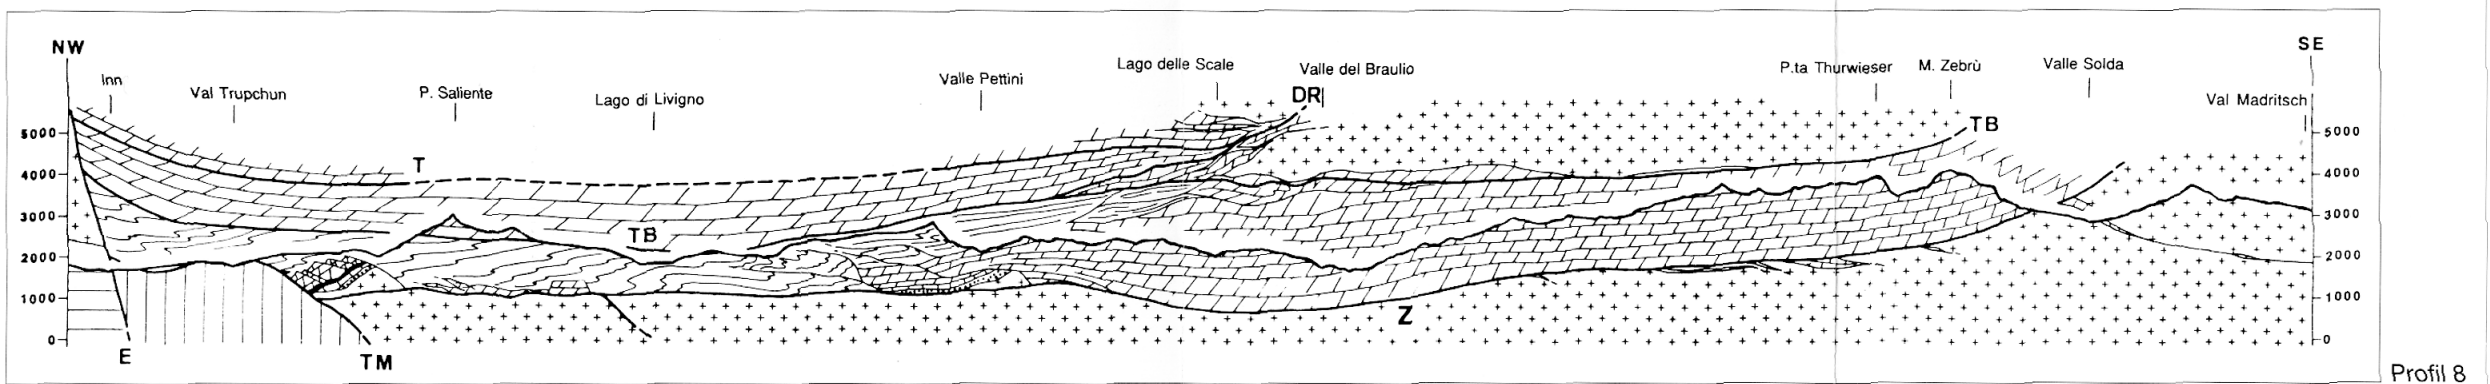 NW
SE
Inn
Val Trupchun
P. Saliente
Lago di Livigno
Valle Pettini
Lago delle Scale
Valle del Braulio
P.ta Thurwieser
M. Zebrù
Valle Solda
Val Madritsch
DR
TB
T
TB
Z
E
TM
5000
4000
3000
2000
1000
0
5000
4000
3000
2000
1000
0
Profil 8